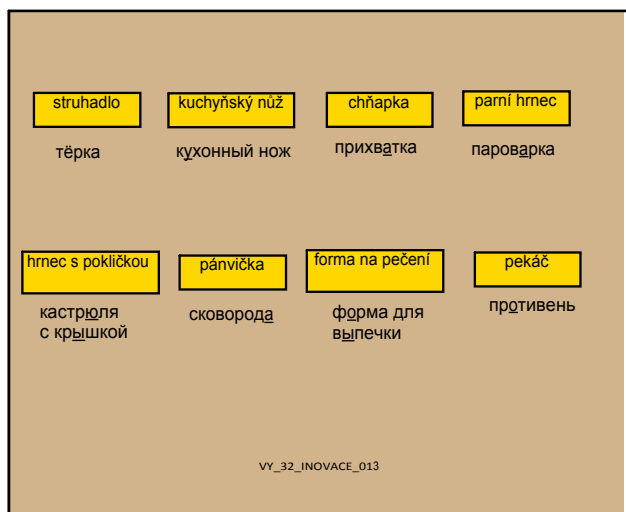 struhadlo
kuchyňský nůž
chňapka
parní hrnec
тёрка
кухонный нож
прихватка
пароварка
hrnec s pokličkou
pánvička
forma na pečení
pekáč
кастрюля
с крышкой
сковорода
форма для
выпечки
противень
VY_32_INOVACE_013